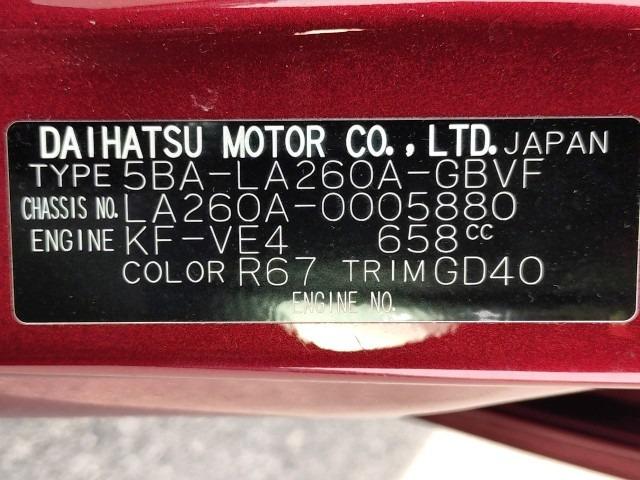 DAIHATSU MOTOR CO., LTD. JAPAN
TYPE 5BA-LA260A-GBVF
CHASSIS NO. LA260A-0005880
ENGINE KF-VE4 658cc
COLOR R67 TRIM GD40
ENGINE NO.